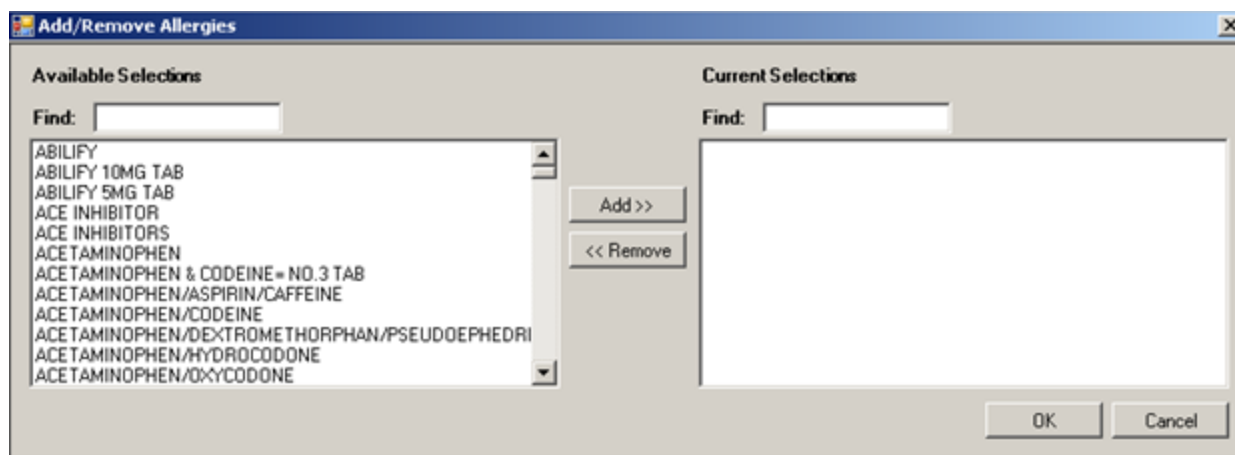 Add/Remove Allergies
Available Selections
Find:
ABILIFY
ABILIFY 10MG TAB
ABILIFY 5MG TAB
ACE INHIBITOR
ACE INHIBITORS
ACETAMINOPHEN
ACETAMINOPHEN & CODEINE= NO.3 TAB
ACETAMINOPHEN/ASPIRIN/CAFFEINE
ACETAMINOPHEN/CODEINE
ACETAMINOPHEN/DEXTROMETHORPHAN/PSEUDOEPHEDRI
ACETAMINOPHEN/HYDROCODONE
ACETAMINOPHEN/OXYCODONE
Add >>
<< Remove
Current Selections
Find:
OK
Cancel